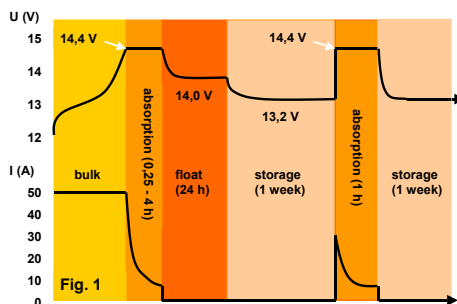 U (V)
15
14
13
12
14,4 V
14,0 V
13,2 V
14,4 V
absorption (0,25 - 4 h)
absorption (1 h)
I (A)
50
40
30
20
10
0
bulk
float
(24 h)
storage
(1 week)
storage
(1 week)
Fig. 1